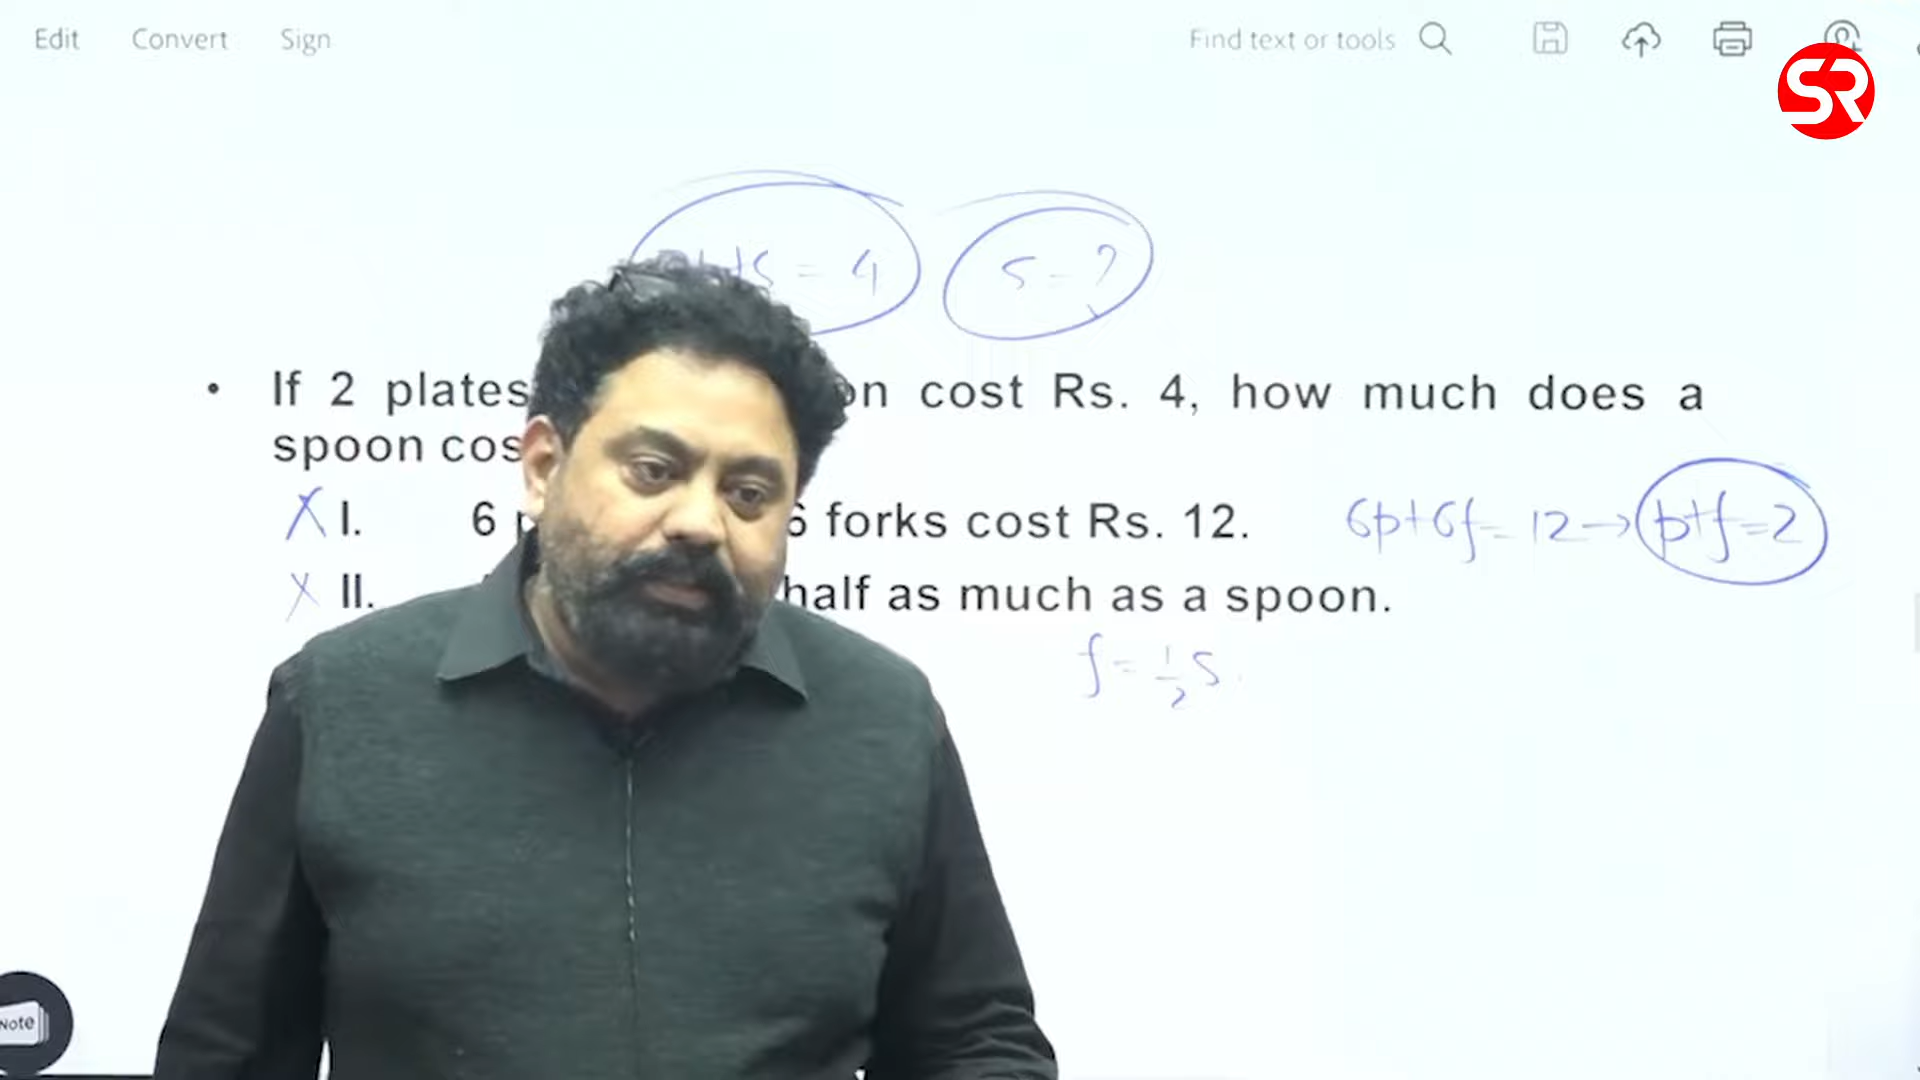 Edit Convert Sign Find text or tools
SR
+s = 4 s = ?
• If 2 plates on cost Rs. 4, how much does a
spoon cos
X I. 6 p 6 forks cost Rs. 12. 6p+6f=12→p+f=2
X II. half as much as a spoon.
f = 1/2 s
Note